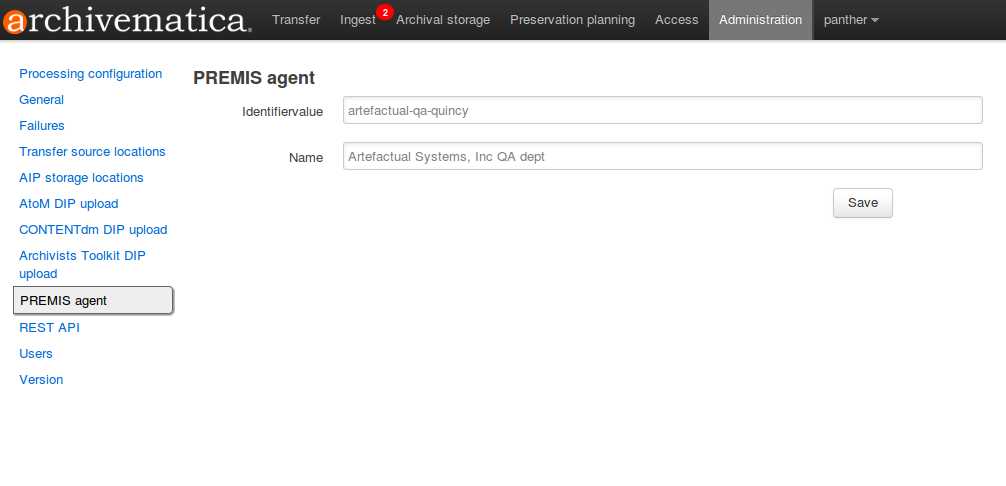 archivematica
Transfer Ingest 2 Archival storage Preservation planning Access Administration panther
Processing configuration
General
Failures
Transfer source locations
AIP storage locations
AtoM DIP upload
CONTENTdm DIP upload
Archivists Toolkit DIP
upload
PREMIS agent
REST API
Users
Version
PREMIS agent
Identifiervalue artefactual-qa-quincy
Name Artefactual Systems, Inc QA dept
Save